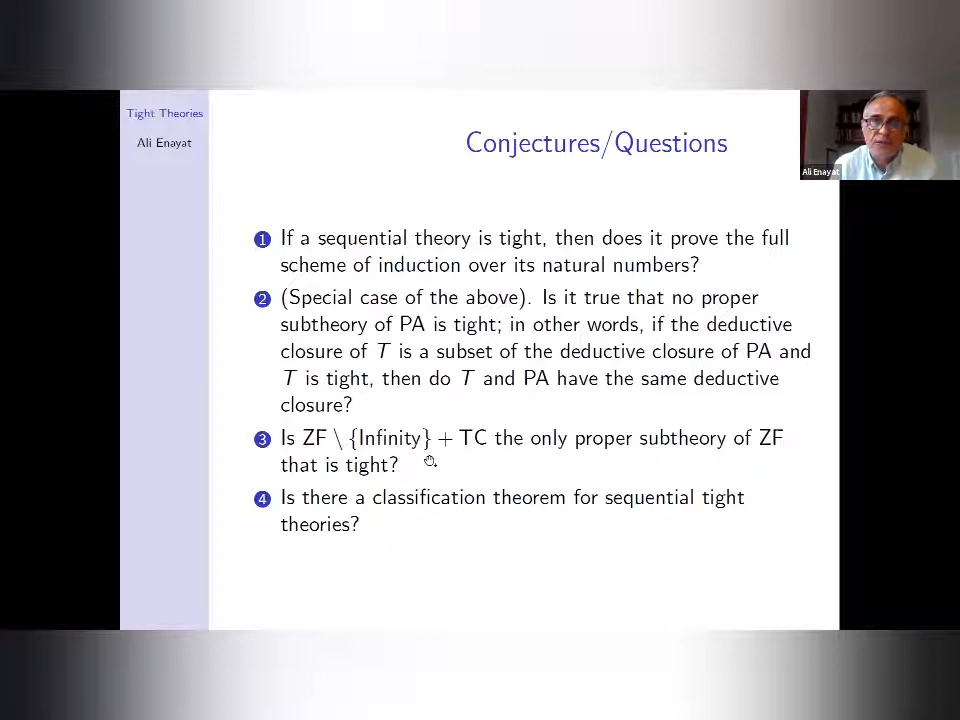 Tight Theories
Ali Enayat
Conjectures/Questions
Ali Enayat
1 If a sequential theory is tight, then does it prove the full
scheme of induction over its natural numbers?
2 (Special case of the above). Is it true that no proper
subtheory of PA is tight; in other words, if the deductive
closure of T is a subset of the deductive closure of PA and
T is tight, then do T and PA have the same deductive
closure?
3 Is ZF \ {Infinity} + TC the only proper subtheory of ZF
that is tight?
4 Is there a classification theorem for sequential tight
theories?